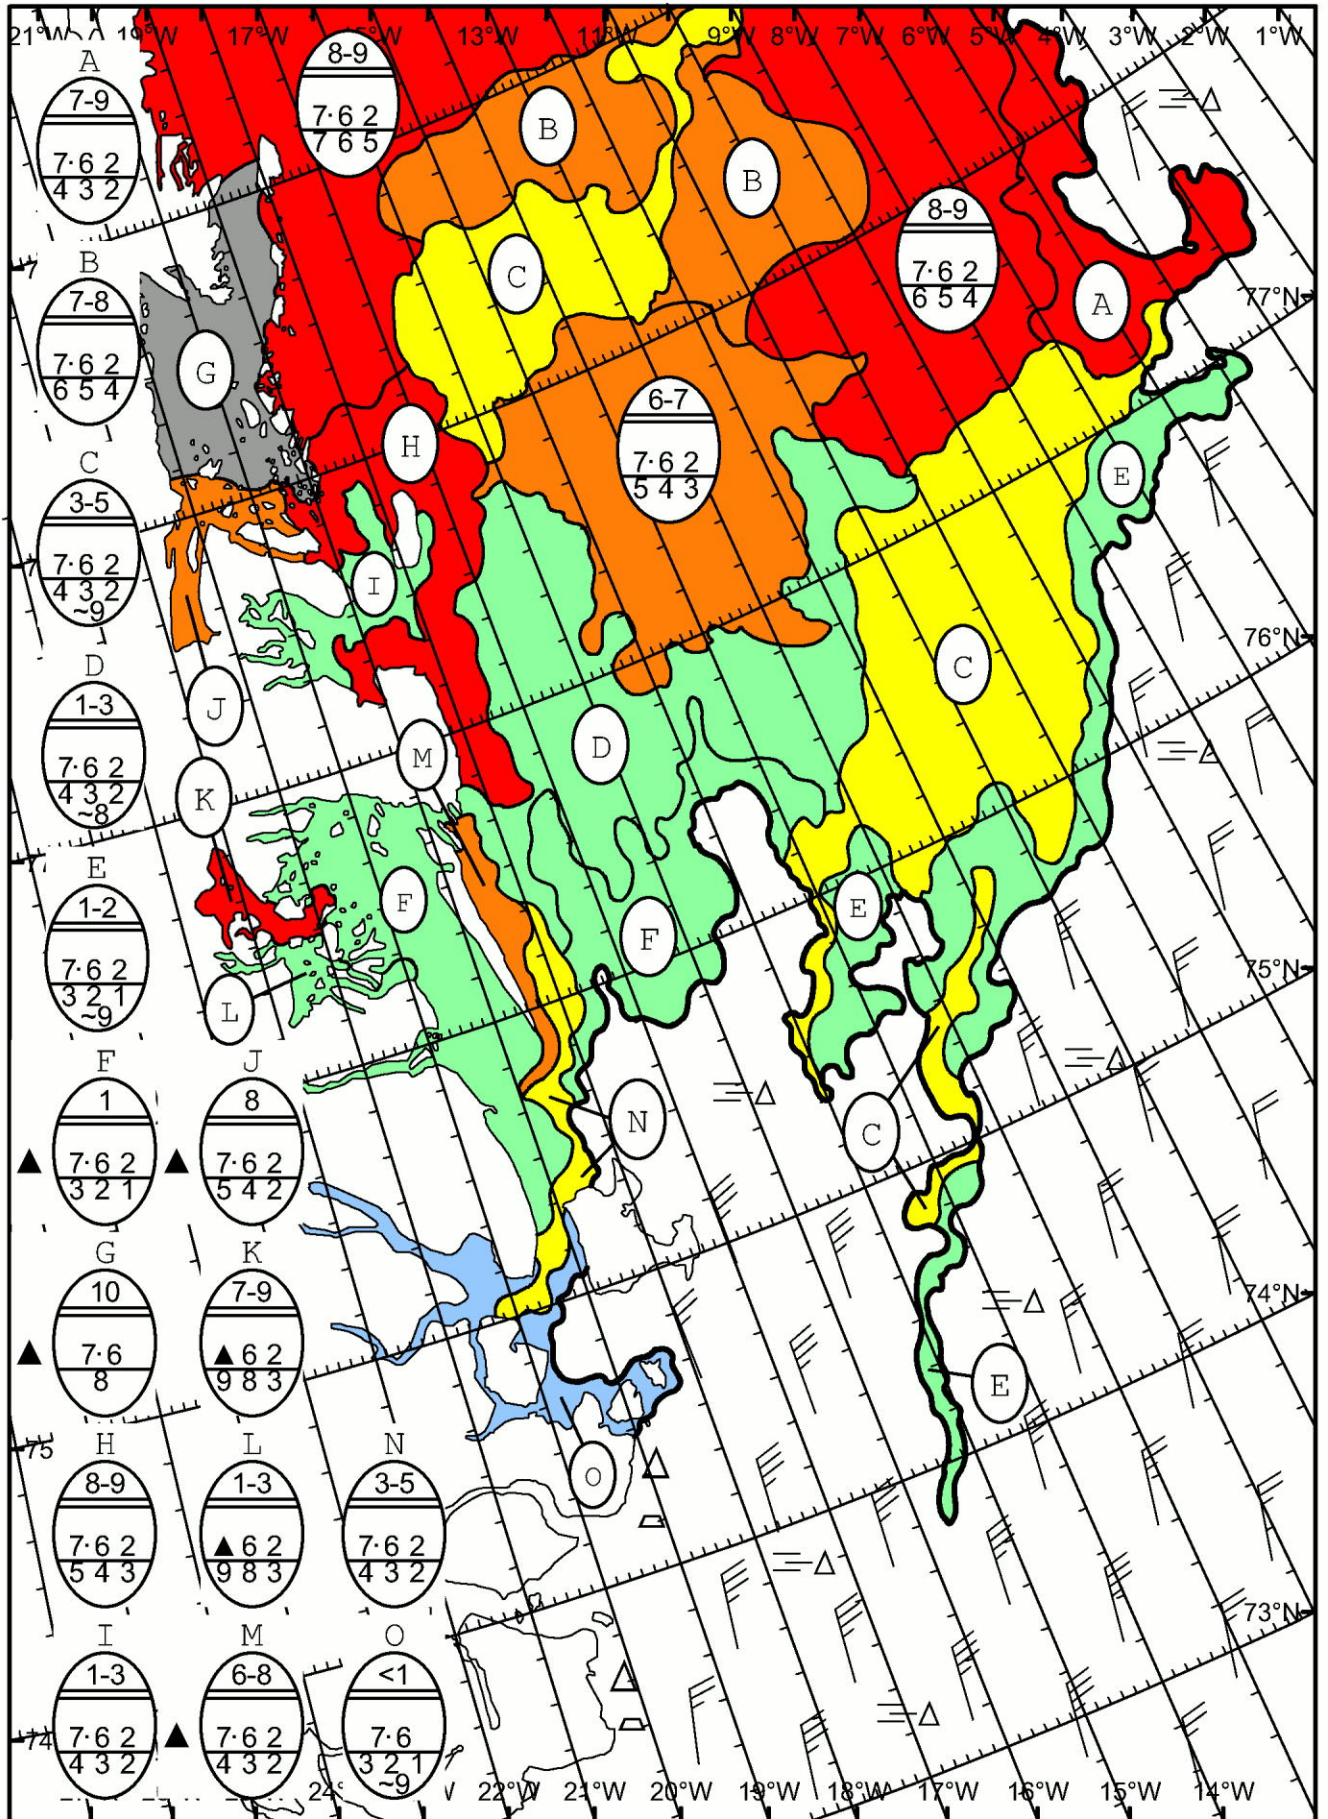 21°W 19°W 17°W 15°W 13°W 11°W 9°W 8°W 7°W 6°W 5°W 4°W 3°W 2°W 1°W
A
7-9
7·6 2
4 3 2
B
7-8
7·6 2
6 5 4
C
3-5
7·6 2
4 3 2
~9
D
1-3
7·6 2
4 3 2
~8
E
1-2
7·6 2
3 2 1
~9
F
1
7·6 2
3 2 1
J
8
7·6 2
5 4 2
G
10
7·6
8
K
7-9
▲ 6 2
9 8 3
H
8-9
7·6 2
5 4 3
L
1-3
▲ 6 2
9 8 3
N
3-5
7·6 2
4 3 2
I
1-3
7·6 2
4 3 2
M
6-8
7·6 2
4 3 2
O
<1
7·6
3 2 1
~9
8-9
7·6 2
7 6 5
B
B
8-9
7·6 2
6 5 4
C
A
77°N
G
6-7
7·6 2
5 4 3
H
E
I
76°N
C
J
D
M
K
F
E
F
75°N
L
N
C
74°N
E
75
O
73°N
74
22°W 21°W 20°W 19°W 18°W 17°W 16°W 15°W 14°W